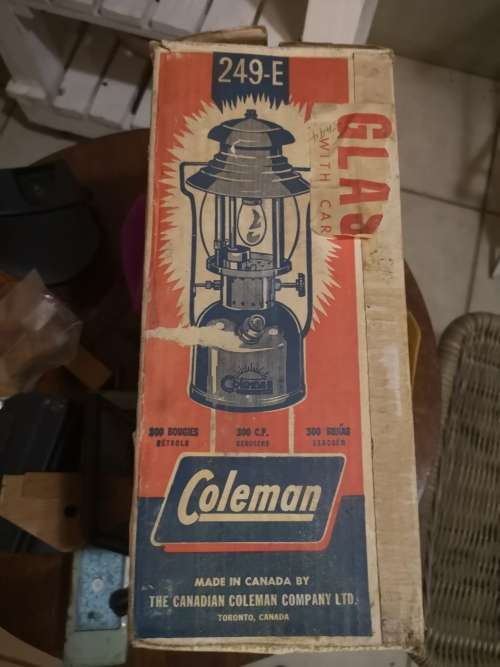 249-E
GLAS
WITH CAR
Coleman
300 BOUGIES
PÉTROLE
300 C.P.
KEROSENE
300 BUJÍAS
KEROSÉN
Coleman
MADE IN CANADA BY
THE CANADIAN COLEMAN COMPANY LTD.
TORONTO, CANADA